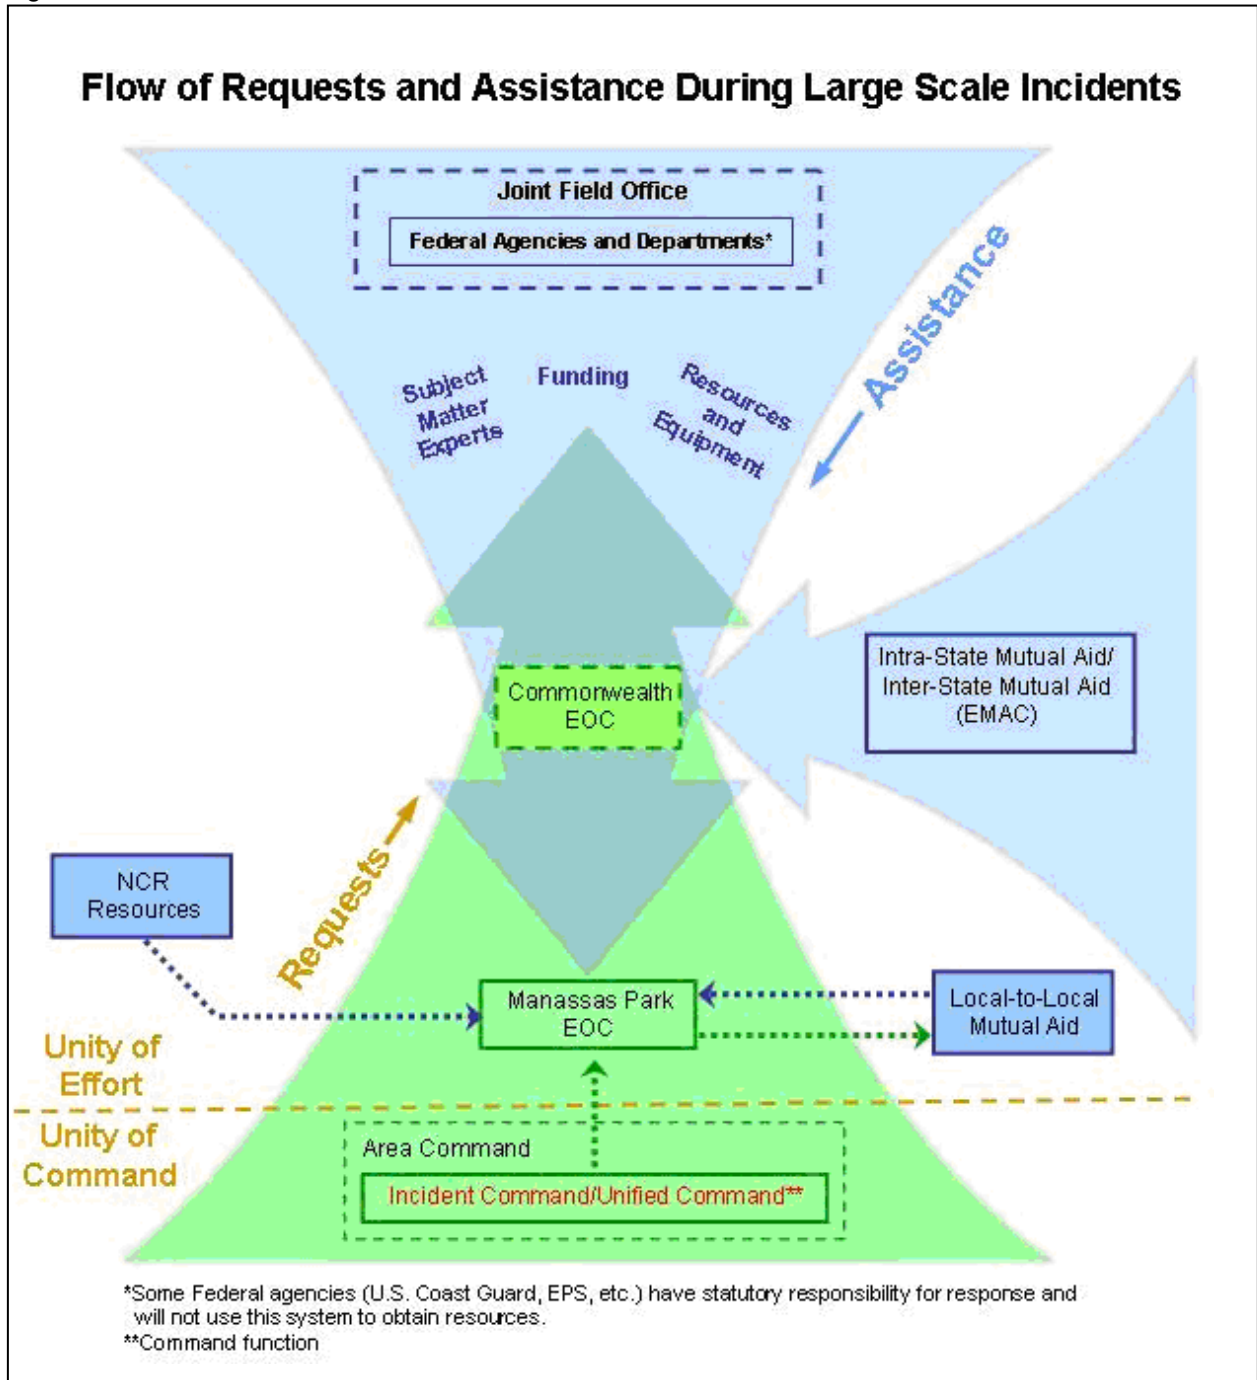 Flow of Requests and Assistance During Large Scale Incidents
Joint Field Office
Federal Agencies and Departments*
Assistance
Subject
Matter
Experts
Funding
Resources
and
Equipment
Commonwealth
EOC
Intra-State Mutual Aid/
Inter-State Mutual Aid
(EMAC)
Requests
NCR
Resources
Manassas Park
EOC
Local-to-Local
Mutual Aid
Unity of
Effort
Unity of
Command
Area Command
Incident Command/Unified Command**
*Some Federal agencies (U.S. Coast Guard, EPS, etc.) have statutory responsibility for response and
will not use this system to obtain resources.
**Command function